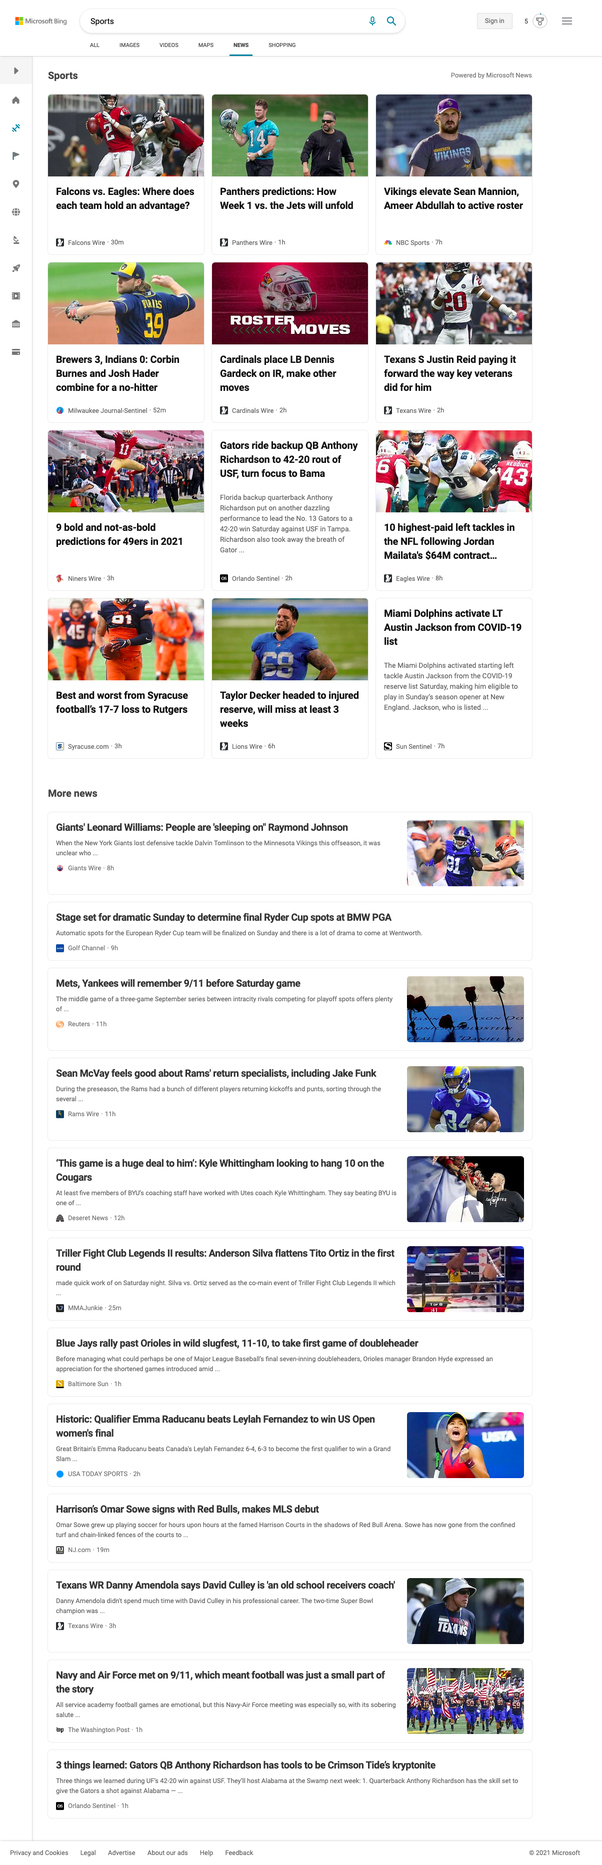 Microsoft Bing
Sports
Sign in
5
ALL
IMAGES
VIDEOS
MAPS
NEWS
SHOPPING
Sports
Powered by Microsoft News
Falcons vs. Eagles: Where does
each team hold an advantage?
Falcons Wire · 30m
Panthers predictions: How
Week 1 vs. the Jets will unfold
Panthers Wire · 1h
VIKINGS
Vikings elevate Sean Mannion,
Ameer Abdullah to active roster
NBC Sports · 7h
39
Brewers 3, Indians 0: Corbin
Burnes and Josh Hader
combine for a no-hitter
Milwaukee Journal-Sentinel · 52m
ROSTER
MOVES
Cardinals place LB Dennis
Gardeck on IR, make other
moves
Cardinals Wire · 2h
20
Texans S Justin Reid paying it
forward the way key veterans
did for him
Texans Wire · 2h
11
9 bold and not-as-bold
predictions for 49ers in 2021
Niners Wire · 3h
Gators ride backup QB Anthony
Richardson to 42-20 rout of
USF, turn focus to Bama
Florida backup quarterback Anthony
Richardson put on another dazzling
performance to lead the No. 13 Gators to a
42-20 win Saturday against USF in Tampa.
Richardson also took away the breath of
Gator ...
Orlando Sentinel · 2h
68
43
10 highest-paid left tackles in
the NFL following Jordan
Mailata's $64M contract...
Eagles Wire · 8h
45
Best and worst from Syracuse
football's 17-7 loss to Rutgers
Syracuse.com · 3h
68
Taylor Decker headed to injured
reserve, will miss at least 3
weeks
Lions Wire · 6h
Miami Dolphins activate LT
Austin Jackson from COVID-19
list
The Miami Dolphins activated starting left
tackle Austin Jackson from the COVID-19
reserve list Saturday, making him eligible to
play in Sunday's season opener at New
England. Jackson, who is listed ...
Sun Sentinel · 7h
More news
Giants' Leonard Williams: People are 'sleeping on" Raymond Johnson
When the New York Giants lost defensive tackle Dalvin Tomlinson to the Minnesota Vikings this offseason, it was
unclear who ...
Giants Wire · 8h
91
Stage set for dramatic Sunday to determine final Ryder Cup spots at BMW PGA
Automatic spots for the European Ryder Cup team will be finalized on Sunday and there is a lot of drama to come at Wentworth.
Golf Channel · 9h
Mets, Yankees will remember 9/11 before Saturday game
The middle game of a three-game September series between intracity rivals competing for playoff spots offers plenty
of ...
Reuters · 11h
Sean McVay feels good about Rams' return specialists, including Jake Funk
During the preseason, the Rams had a bunch of different players returning kickoffs and punts, sorting through the
several ...
Rams Wire · 11h
34
'This game is a huge deal to him': Kyle Whittingham looking to hang 10 on the
Cougars
At least five members of BYU's coaching staff have worked with Utes coach Kyle Whittingham. They say beating BYU is
one of ...
Deseret News · 12h
Triller Fight Club Legends II results: Anderson Silva flattens Tito Ortiz in the first
round
made quick work of on Saturday night. Silva vs. Ortiz served as the co-main event of Triller Fight Club Legends II which
...
MMAJunkie · 25m
Blue Jays rally past Orioles in wild slugfest, 11-10, to take first game of doubleheader
Before managing what could perhaps be one of Major League Baseball's final seven-inning doubleheaders, Orioles manager Brandon Hyde expressed an
appreciation for the shortened games introduced amid ...
Baltimore Sun · 1h
Historic: Qualifier Emma Raducanu beats Leylah Fernandez to win US Open
women's final
Great Britain's Emma Raducanu beats Canada's Leylah Fernandez 6-4, 6-3 to become the first qualifier to win a Grand
Slam ...
USA TODAY SPORTS · 2h
USTA
Harrison's Omar Sowe signs with Red Bulls, makes MLS debut
Omar Sowe grew up playing soccer for hours upon hours at the famed Harrison Courts in the shadows of Red Bull Arena. Sowe has now gone from the confined
turf and chain-linked fences of the courts to ...
NJ.com · 19m
Texans WR Danny Amendola says David Culley is 'an old school receivers coach'
Danny Amendola didn't spend much time with David Culley in his professional career. The two-time Super Bowl
champion was ...
Texans Wire · 3h
TEXANS
Navy and Air Force met on 9/11, which meant football was just a small part of
the story
All service academy football games are emotional, but this Navy-Air Force meeting was especially so, with its sobering
salute ...
The Washington Post · 1h
3 things learned: Gators QB Anthony Richardson has tools to be Crimson Tide's kryptonite
Three things we learned during UF's 42-20 win against USF. They'll host Alabama at the Swamp next week: 1. Quarterback Anthony Richardson has the skill set to
give the Gators a shot against Alabama — ...
Orlando Sentinel · 1h
Privacy and Cookies
Legal
Advertise
About our ads
Help
Feedback
© 2021 Microsoft